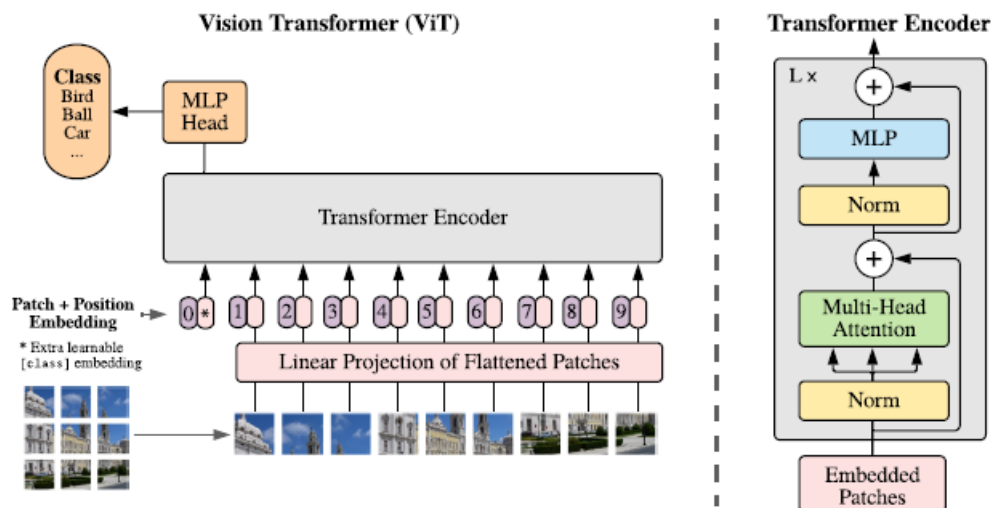 Vision Transformer (ViT)
Class
Bird
Ball
Car
...
MLP
Head
Transformer Encoder
Patch + Position
Embedding
* Extra learnable
[class] embedding
0 * 1 2 3 4 5 6 7 8 9
Linear Projection of Flattened Patches
Transformer Encoder
L ×
+
MLP
Norm
+
Multi-Head
Attention
Norm
Embedded
Patches